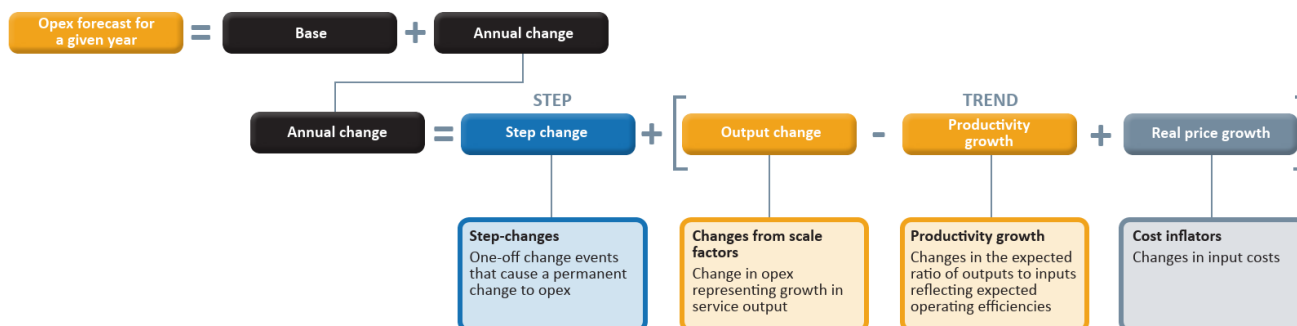 Opex forecast for
a given year
=
Base
+
Annual change
STEP
TREND
Annual change
=
Step change
+
[
Output change
-
Productivity
growth
+
Real price growth
]
Step-changes
One-off change events
that cause a permanent
change to opex
Changes from scale
factors
Change in opex
representing growth in
service output
Productivity growth
Changes in the expected
ratio of outputs to inputs
reflecting expected
operating efficiencies
Cost inflators
Changes in input costs